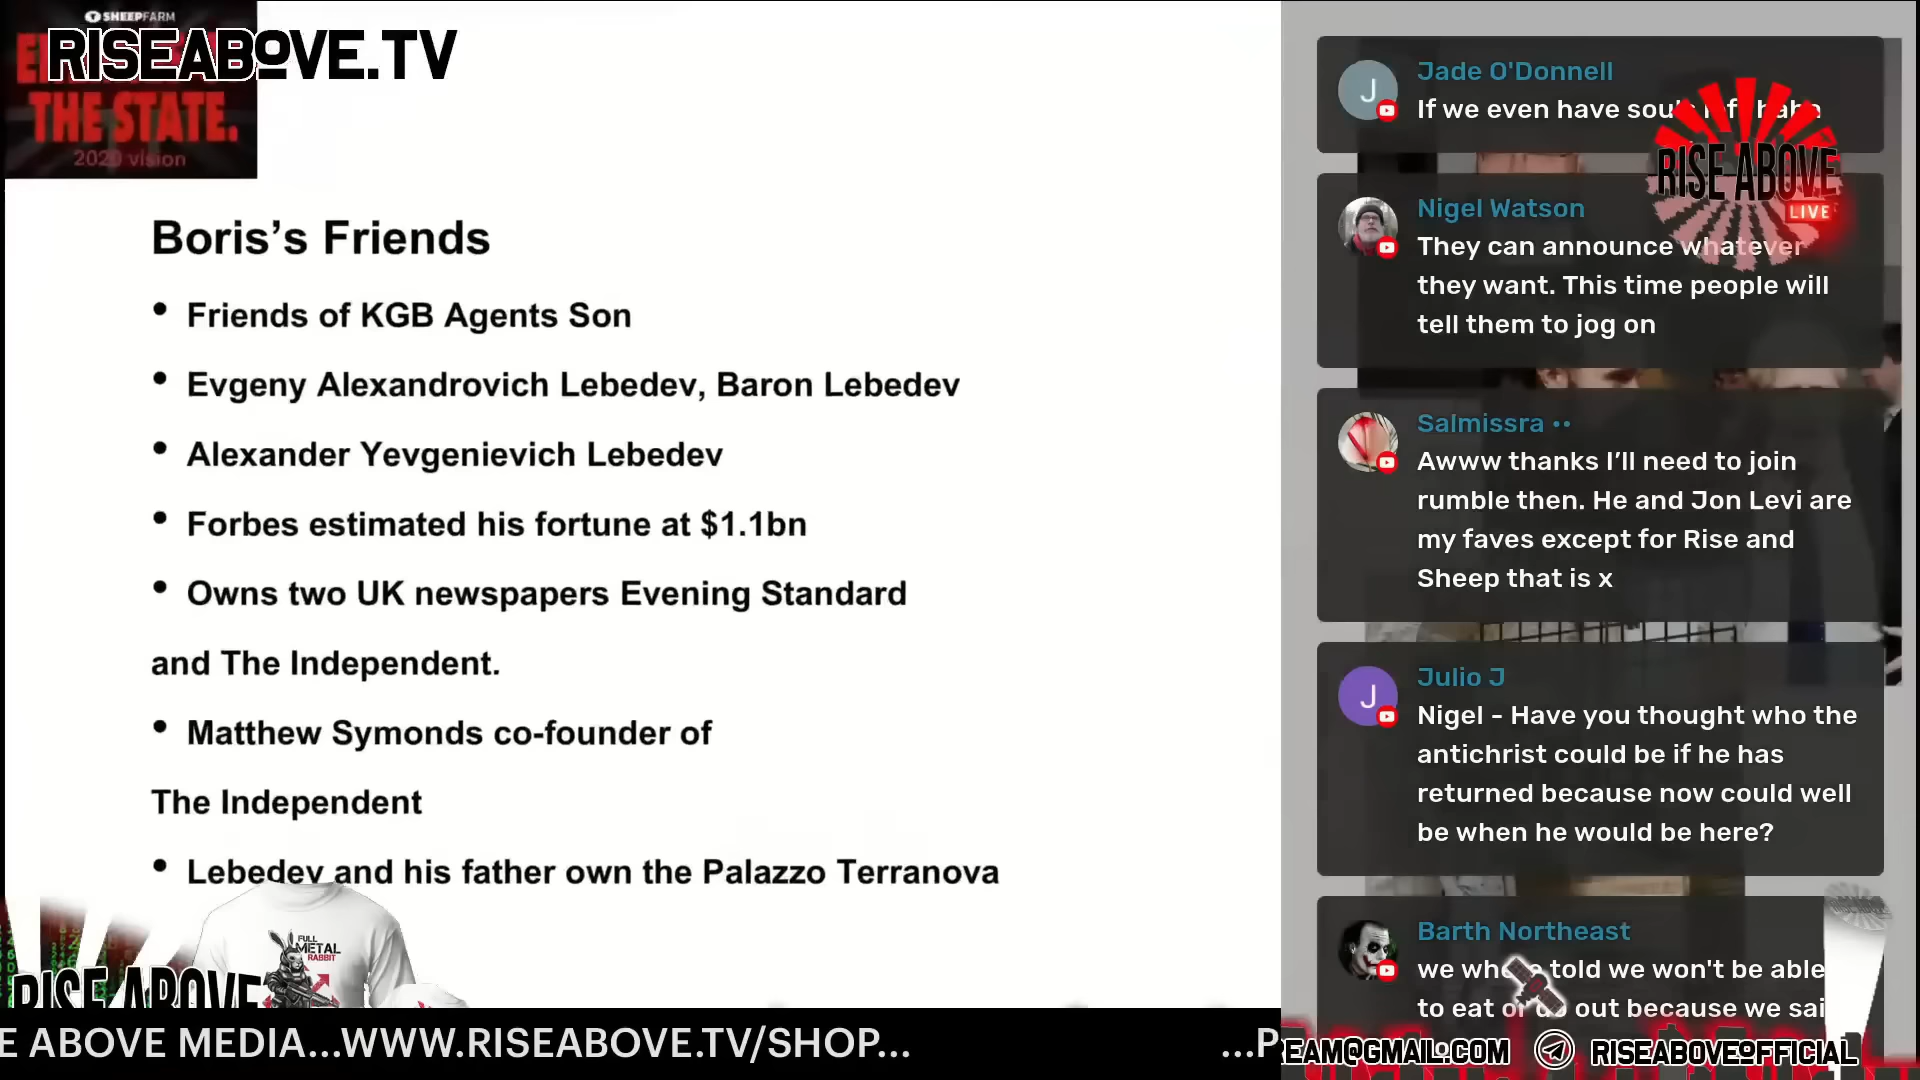 SHEEPFARM
RISEABOVE.TV
THE STATE.
2020 vision
Boris's Friends
• Friends of KGB Agents Son
• Evgeny Alexandrovich Lebedev, Baron Lebedev
• Alexander Yevgenievich Lebedev
• Forbes estimated his fortune at $1.1bn
• Owns two UK newspapers Evening Standard
and The Independent.
• Matthew Symonds co-founder of
The Independent
• Lebedev and his father own the Palazzo Terranova
FULL
METAL
RABBIT
RISE ABOVE
E ABOVE MEDIA...WWW.RISEABOVE.TV/SHOP...
...P
J
Jade O'Donnell
If we even have souls left haha
RISE ABOVE
LIVE
Nigel Watson
They can announce whatever
they want. This time people will
tell them to jog on
Salmissra ••
Awww thanks I’ll need to join
rumble then. He and Jon Levi are
my faves except for Rise and
Sheep that is x
J
Julio J
Nigel - Have you thought who the
antichrist could be if he has
returned because now could well
be when he would be here?
Barth Northeast
we told we won't be able
to eat or out because we sai
REAM@GMAIL.COM
RISEABOVEOFFICIAL